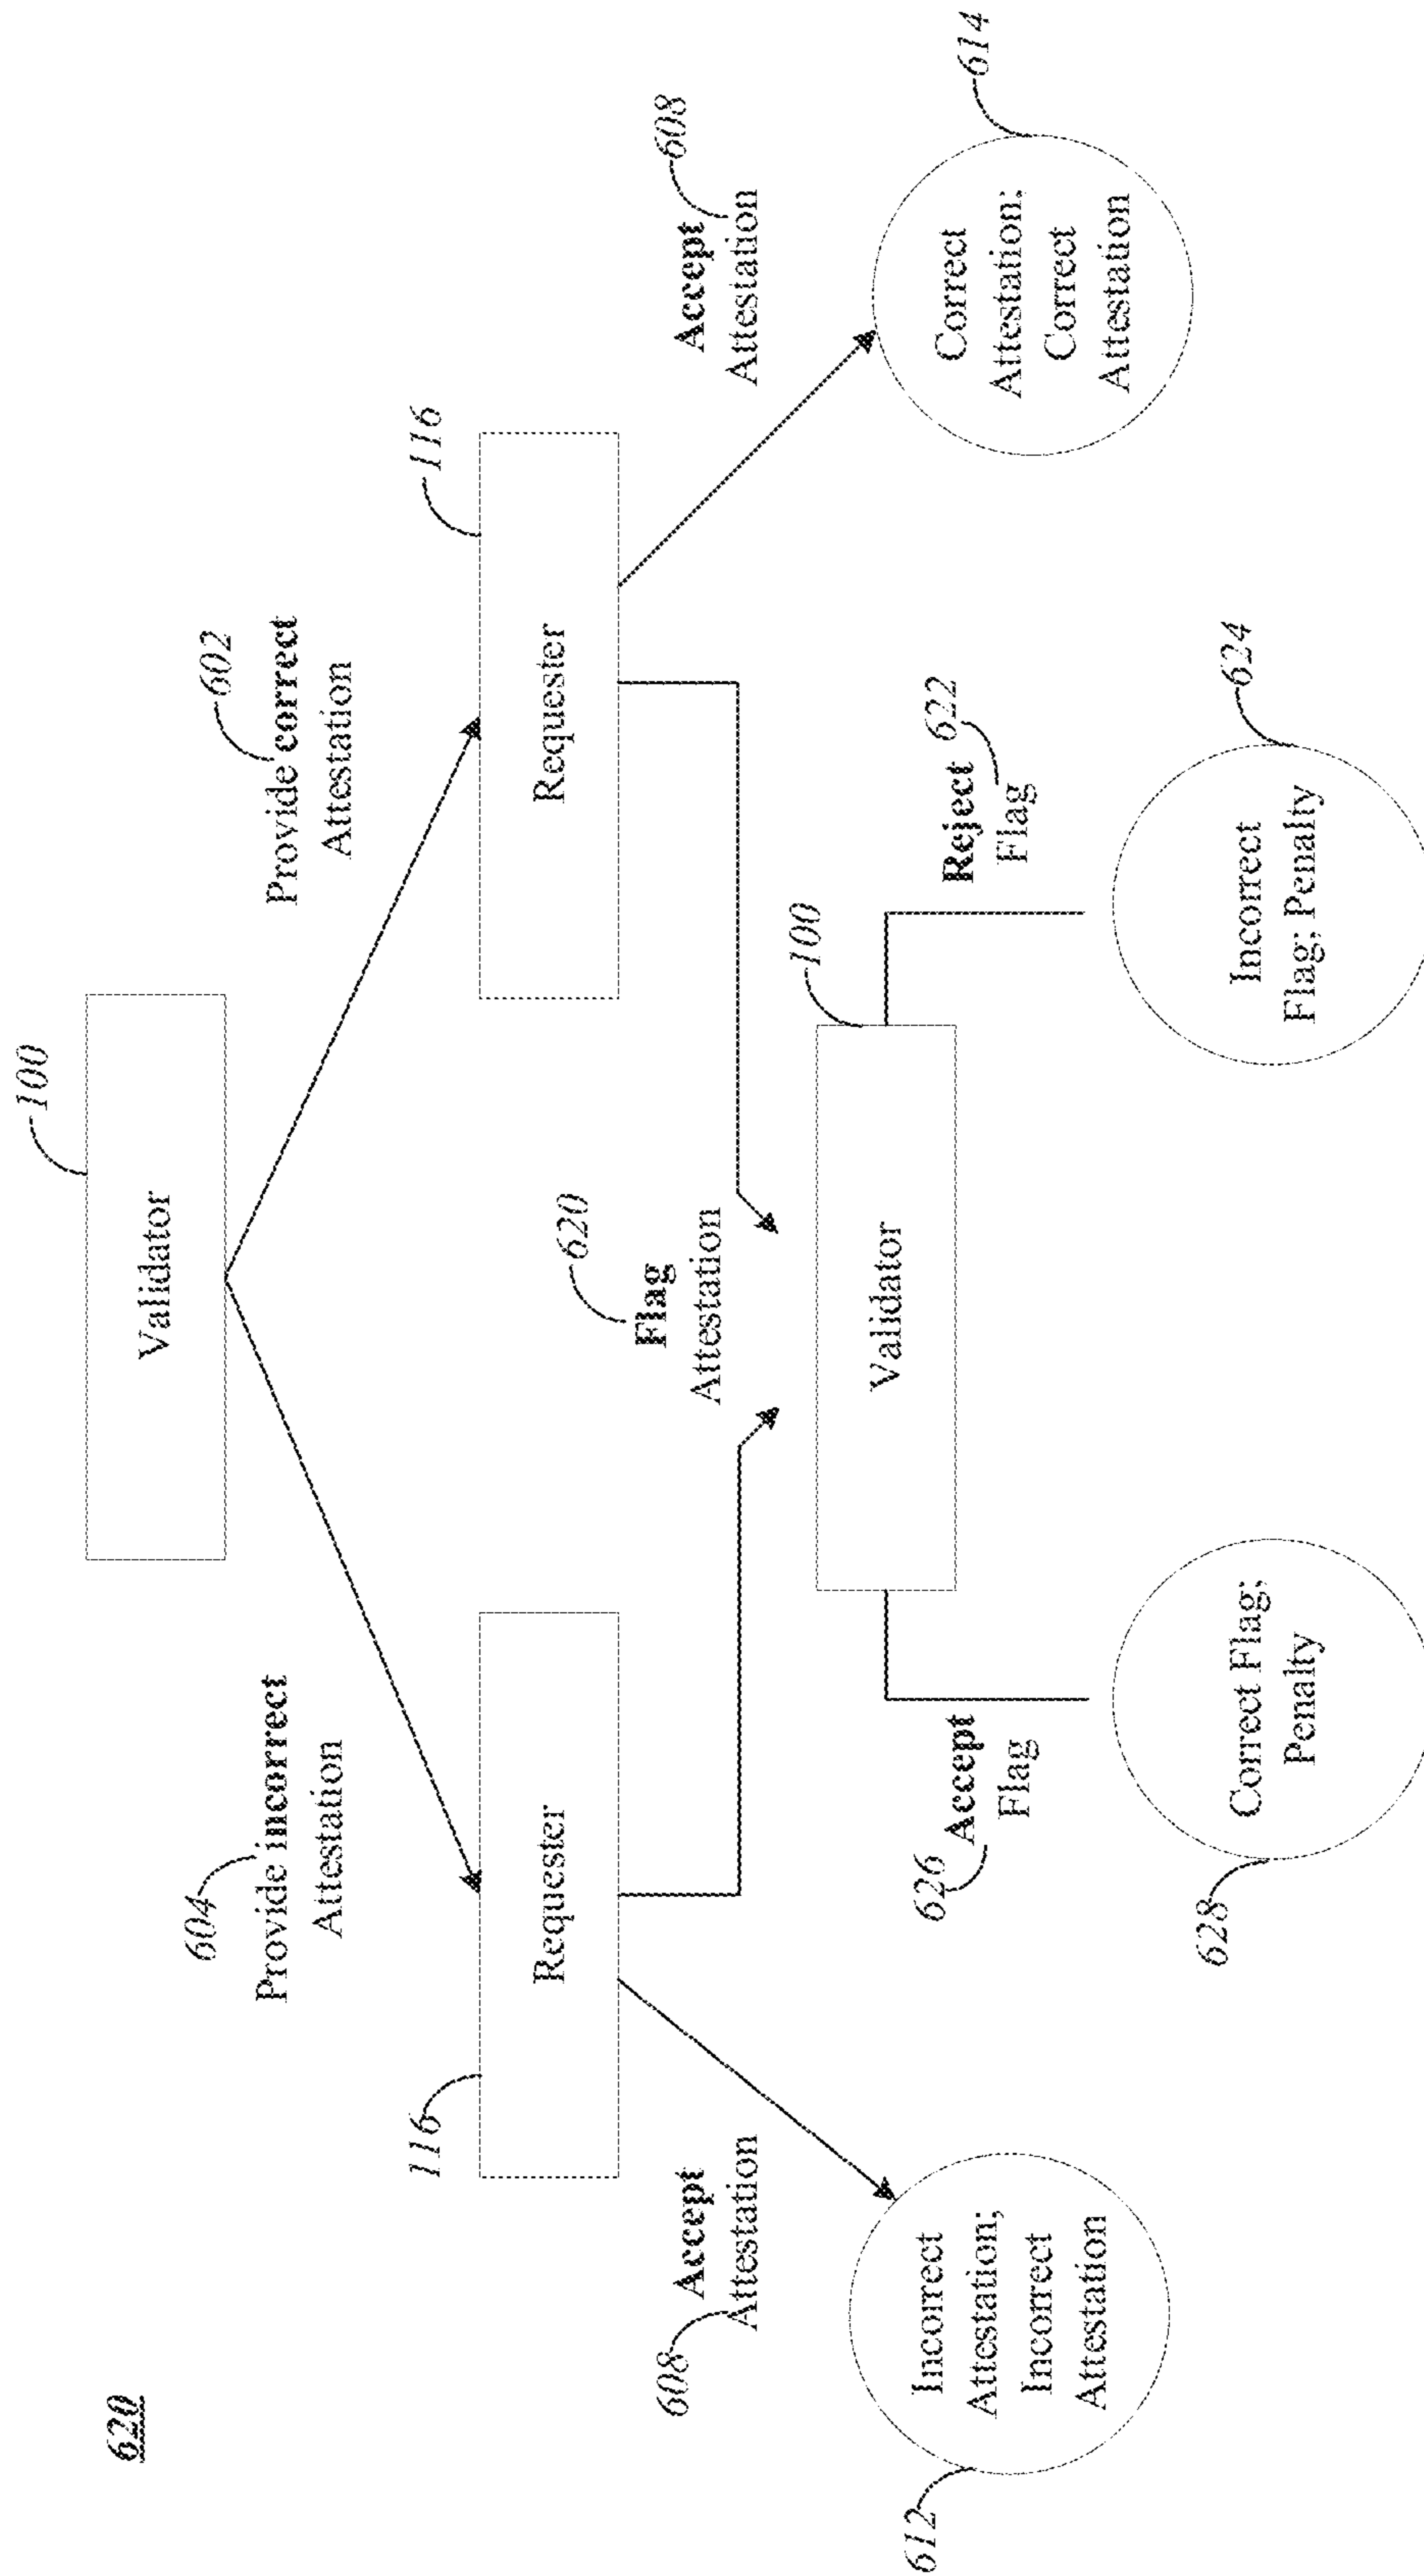 620
100
Validator
604
Provide incorrect
Attestation
602
Provide correct
Attestation
116
Requester
116
Requester
608
Accept
Attestation
620
Flag
Attestation
Accept
608
Attestation
612
Incorrect
Attestation;
Incorrect
Attestation
100
Validator
614
Correct
Attestation;
Correct
Attestation
626 Accept
Flag
Reject 622
Flag
628
Correct Flag;
Penalty
624
Incorrect
Flag; Penalty